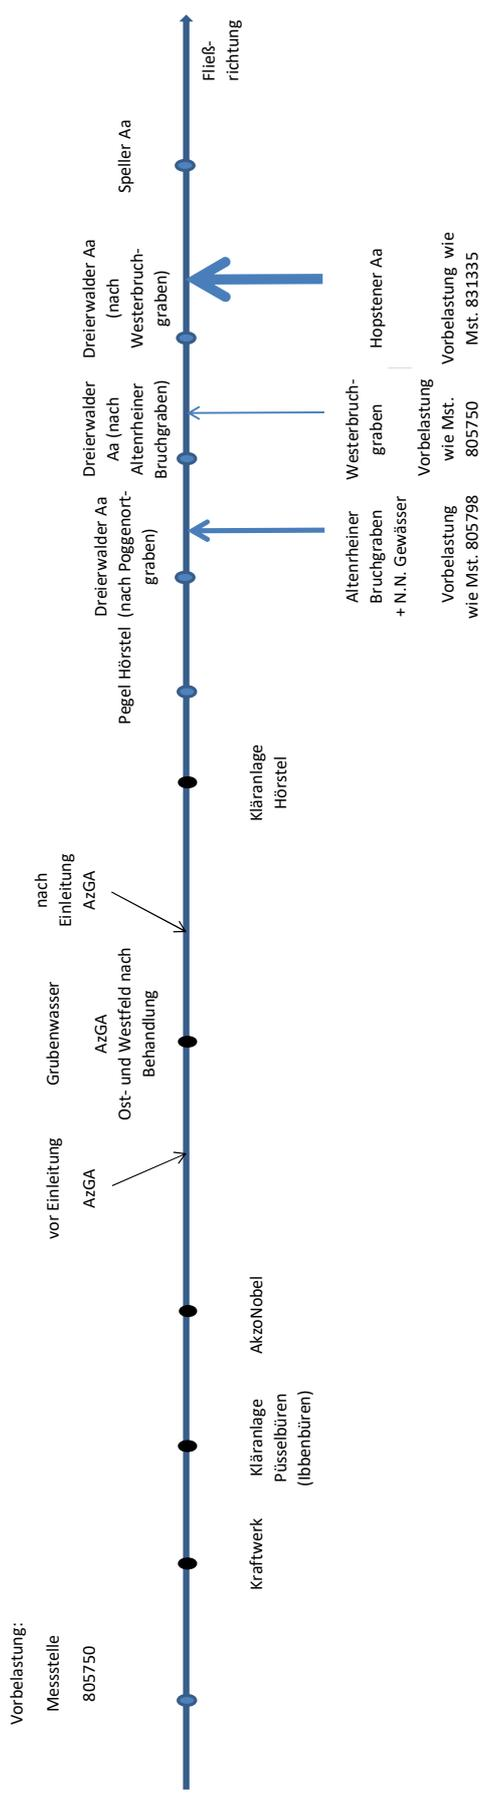 Vorbelastung:
Messstelle
805750
Kraftwerk
Kläranlage
Püsselbüren
(Ibbenbüren)
AkzoNobel
vor Einleitung
AzGA
Grubenwasser
AzGA
Ost- und Westfeld nach
Behandlung
nach
Einleitung
AzGA
Kläranlage
Hörstel
Pegel Hörstel
Dreierwalder Aa
(nach Poggenort-
graben)
Altenrheiner
Bruchgraben
+ N.N. Gewässer
Vorbelastung
wie Mst. 805798
Dreierwalder
Aa (nach
Altenrheiner
Bruchgraben)
Westerbruch-
graben
Vorbelastung
wie Mst.
805750
Dreierwalder Aa
(nach
Westerbruch-
graben)
Hopstener Aa
Vorbelastung wie
Mst. 831335
Speller Aa
Fließ-
richtung